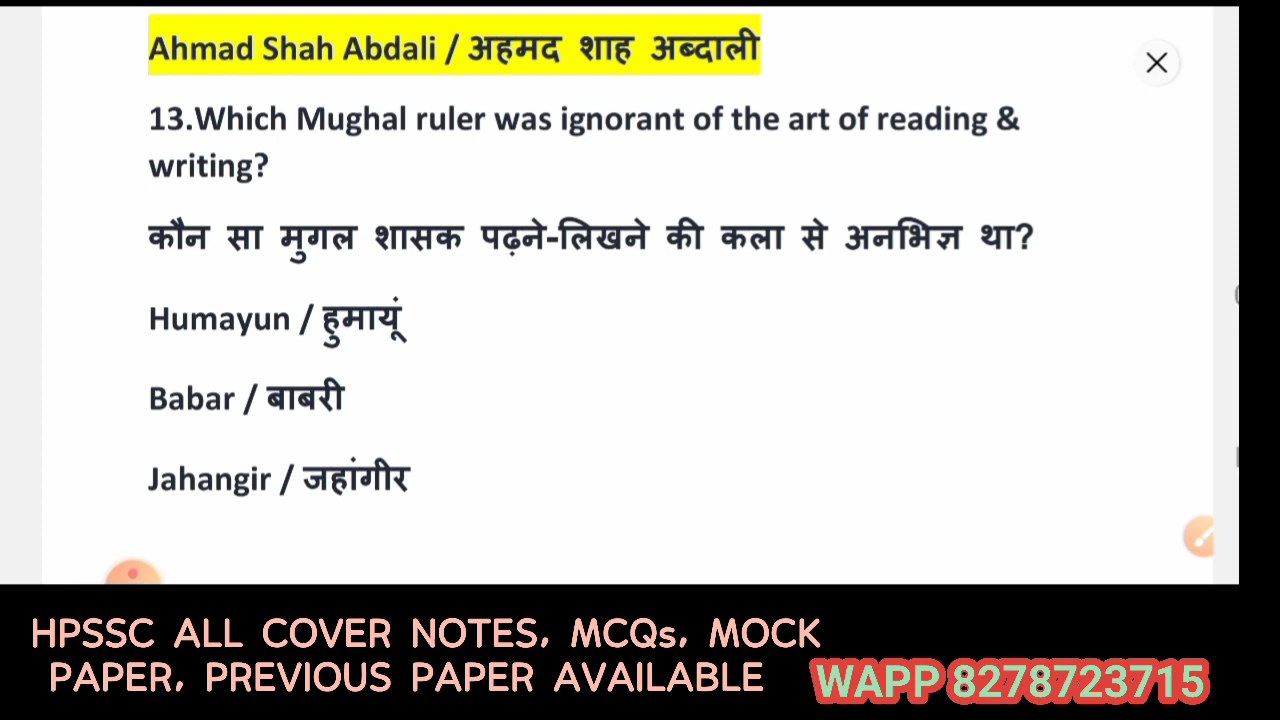 Ahmad Shah Abdali / अहमद शाह अब्दाली
13.Which Mughal ruler was ignorant of the art of reading &
writing?
कौन सा मुगल शासक पढ़ने-लिखने की कला से अनभिज्ञ था?
Humayun / हुमायूं
Babar / बाबरी
Jahangir / जहांगीर
HPSSC ALL COVER NOTES, MCQs, MOCK
PAPER, PREVIOUS PAPER AVAILABLE
WAPP 8278723715